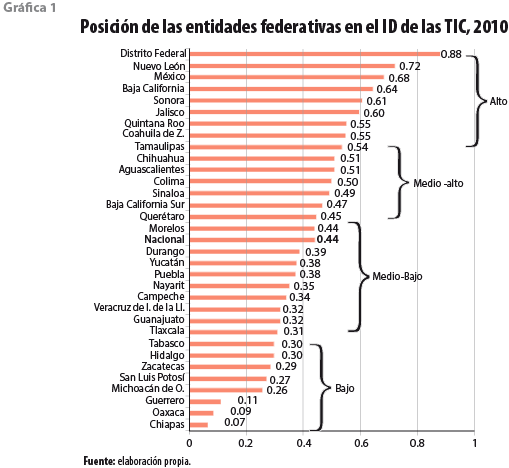 Gráfica 1
Posición de las entidades federativas en el ID de las TIC, 2010
Distrito Federal 0.88
Nuevo León 0.72
México 0.68
Baja California 0.64
Sonora 0.61
Jalisco 0.60
Quintana Roo 0.55
Coahuila de Z. 0.55
Tamaulipas 0.54
Alto
Chihuahua 0.51
Aguascalientes 0.51
Colima 0.50
Sinaloa 0.49
Baja California Sur 0.47
Querétaro 0.45
Medio -alto
Morelos 0.44
Nacional 0.44
Durango 0.39
Yucatán 0.38
Puebla 0.38
Nayarit 0.35
Campeche 0.34
Veracruz de I. de la Ll. 0.32
Guanajuato 0.32
Tlaxcala 0.31
Medio-Bajo
Tabasco 0.30
Hidalgo 0.30
Zacatecas 0.29
San Luis Potosí 0.27
Michoacán de O. 0.26
Guerrero 0.11
Oaxaca 0.09
Chiapas 0.07
Bajo
0 0.2 0.4 0.6 0.8 1
Fuente: elaboración propia.